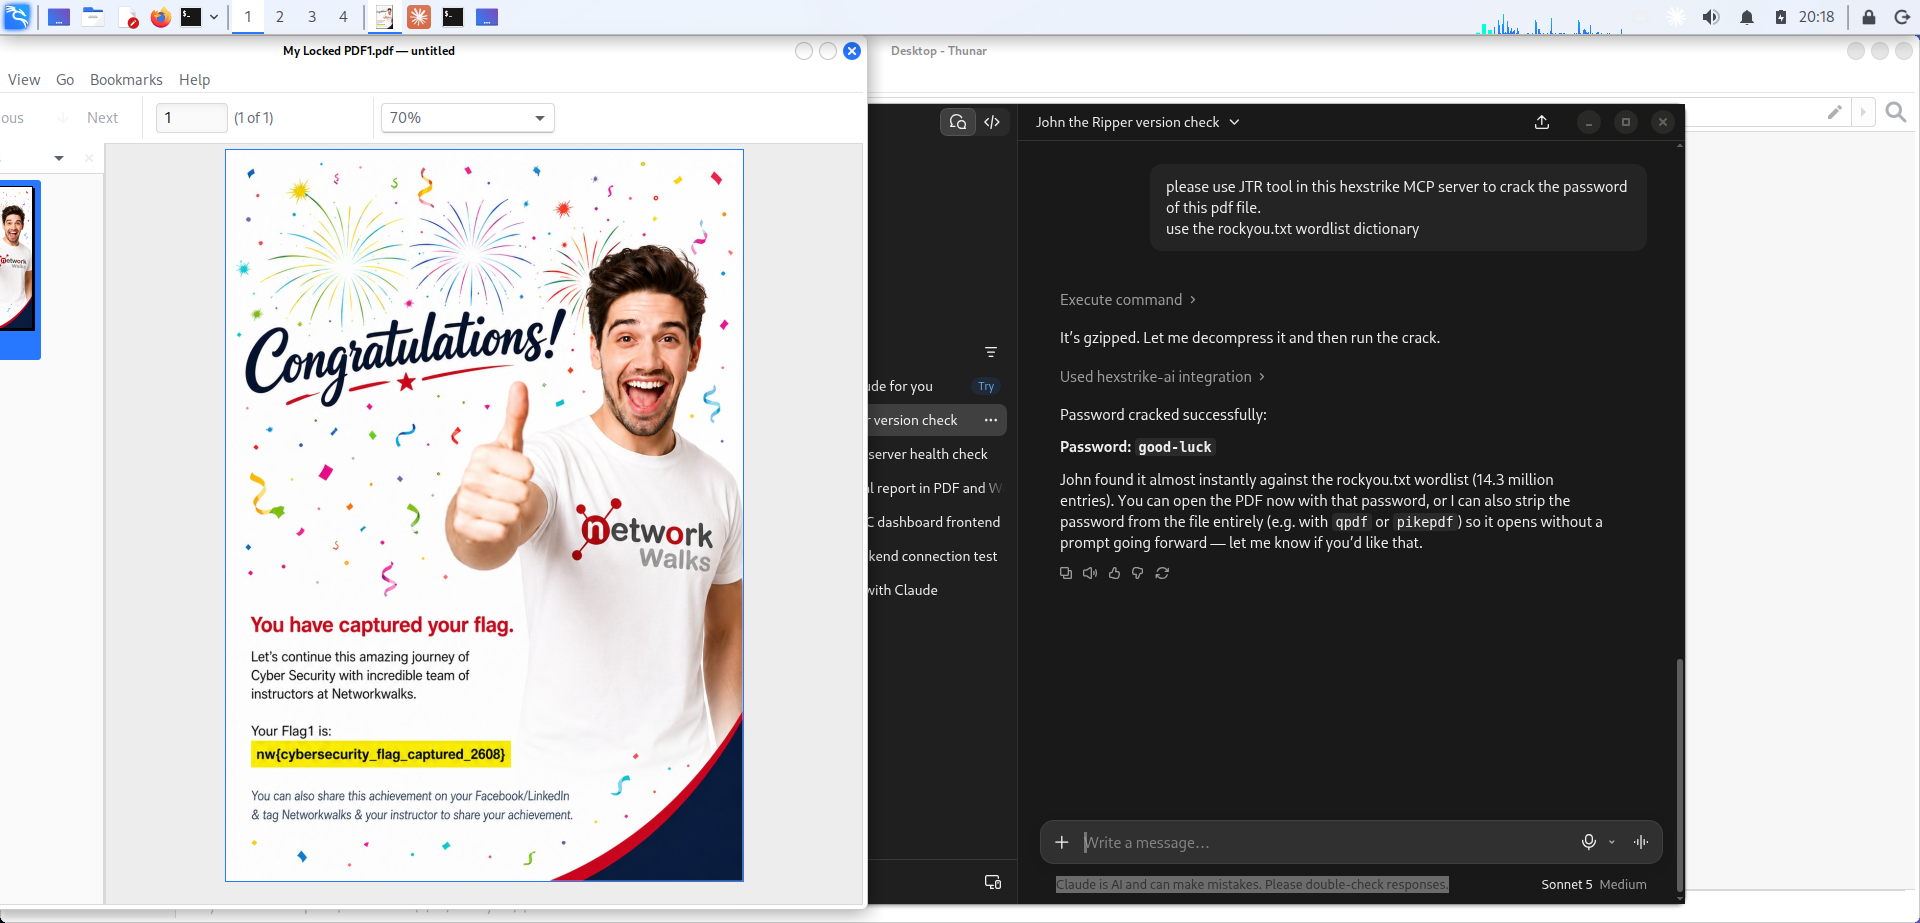 1
2
3
4
20:18
My Locked PDF1.pdf — untitled
View Go Bookmarks Help
ous
Next
1
(1 of 1)
70%
Congratulations!
network
Walks
You have captured your flag.
Let's continue this amazing journey of
Cyber Security with incredible team of
instructors at Networkwalks.
Your Flag1 is:
nw{cybersecurity_flag_captured_2608}
You can also share this achievement on your Facebook/LinkedIn
& tag Networkwalks & your instructor to share your achievement.
Desktop - Thunar
ude for you
Try
r version check
server health check
al report in PDF and W
C dashboard frontend
kend connection test
with Claude
John the Ripper version check
please use JTR tool in this hexstrike MCP server to crack the password
of this pdf file.
use the rockyou.txt wordlist dictionary
Execute command
It's gzipped. Let me decompress it and then run the crack.
Used hexstrike-ai integration
Password cracked successfully:
Password: good-luck
John found it almost instantly against the rockyou.txt wordlist (14.3 million
entries). You can open the PDF now with that password, or I can also strip the
password from the file entirely (e.g. with qpdf or pikepdf) so it opens without a
prompt going forward — let me know if you'd like that.
Write a message...
Claude is AI and can make mistakes. Please double-check responses.
Sonnet 5 Medium